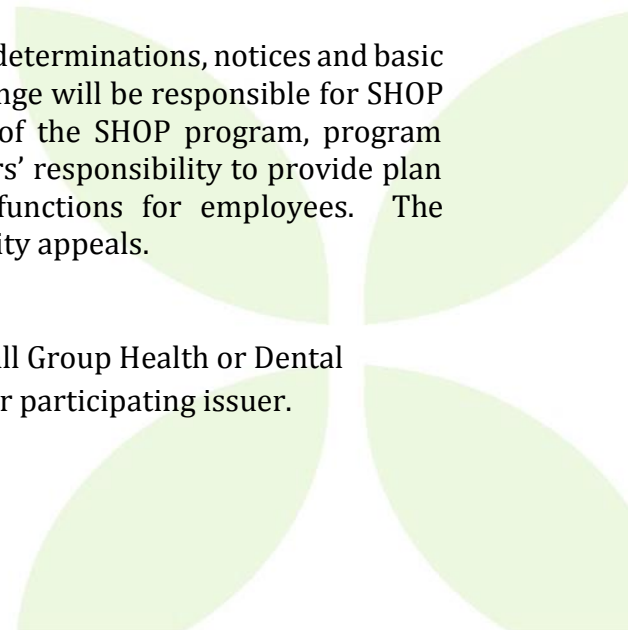 determinations, notices and basic
nge will be responsible for SHOP
of the SHOP program, program
rs’ responsibility to provide plan
functions for employees. The
ity appeals.
ll Group Health or Dental
r participating issuer.